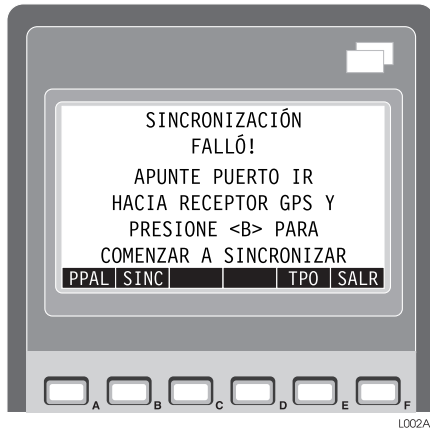 SINCRONIZACIÓN
FALLÓ!
APUNTE PUERTO IR
HACIA RECEPTOR GPS Y
PRESIONE <B> PARA
COMENZAR A SINCRONIZAR
PPAL SINC TPO SALR
A B C D E F
L002A